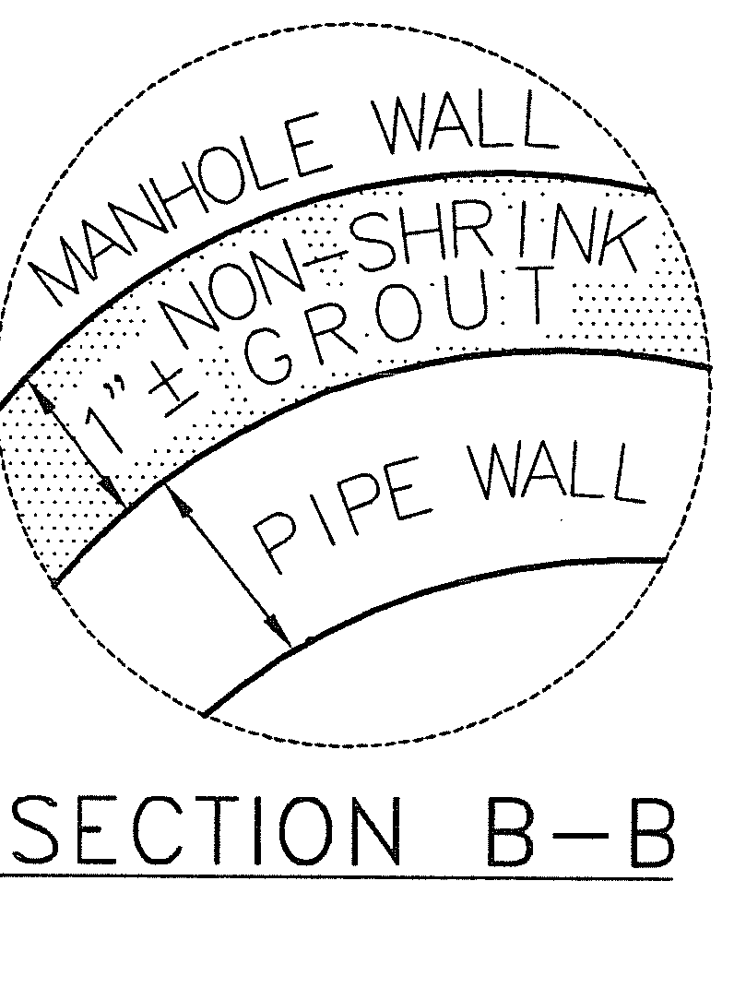 MANHOLE WALL
NON-SHRINK
1" ± GROUT
PIPE WALL
SECTION B-B